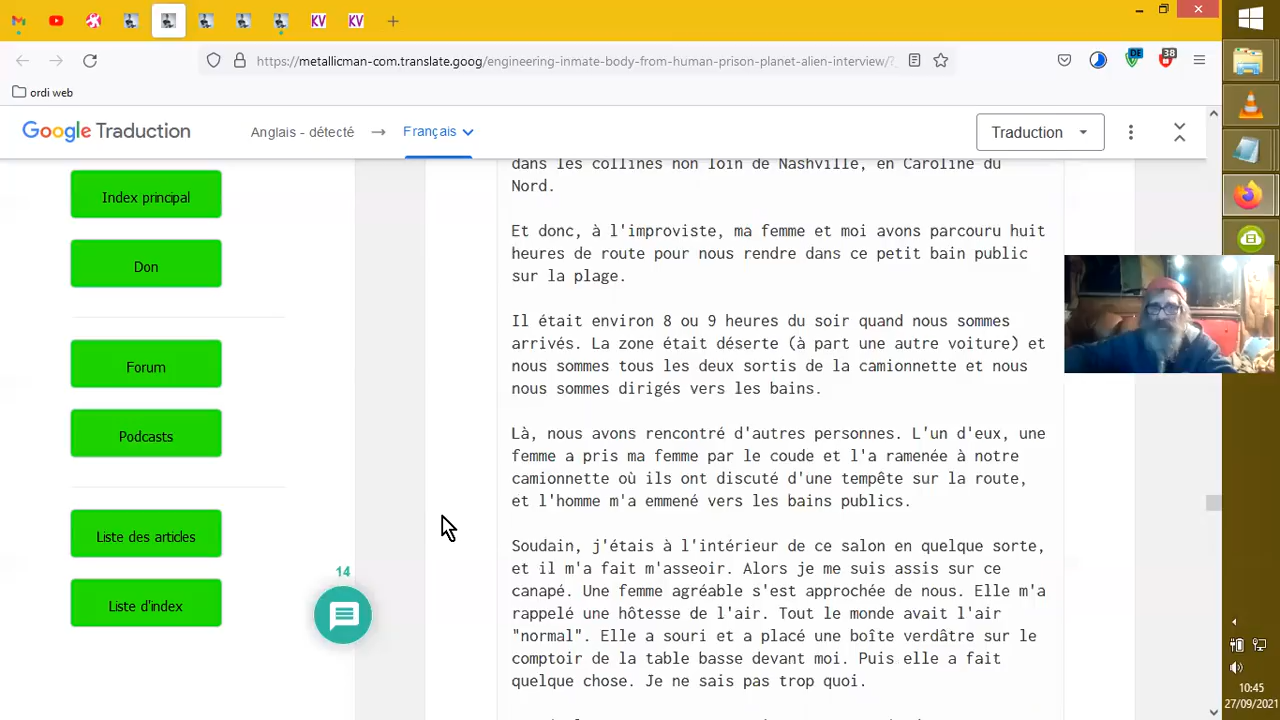 KV
KV
https://metallicman-com.translate.goog/engineering-inmate-body-from-human-prison-planet-alien-interview/?_
DE
38
ordi web
Google Traduction
Anglais - détecté
Français
Traduction
Index principal
Don
Forum
Podcasts
Liste des articles
Liste d'index
14
dans les collines non loin de Nashville, en Caroline du
Nord.
Et donc, à l'improviste, ma femme et moi avons parcouru huit
heures de route pour nous rendre dans ce petit bain public
sur la plage.
Il était environ 8 ou 9 heures du soir quand nous sommes
arrivés. La zone était déserte (à part une autre voiture) et
nous sommes tous les deux sortis de la camionnette et nous
nous sommes dirigés vers les bains.
Là, nous avons rencontré d'autres personnes. L'un d'eux, une
femme a pris ma femme par le coude et l'a ramenée à notre
camionnette où ils ont discuté d'une tempête sur la route,
et l'homme m'a emmené vers les bains publics.
Soudain, j'étais à l'intérieur de ce salon en quelque sorte,
et il m'a fait m'asseoir. Alors je me suis assis sur ce
canapé. Une femme agréable s'est approchée de nous. Elle m'a
rappelé une hôtesse de l'air. Tout le monde avait l'air
"normal". Elle a souri et a placé une boîte verdâtre sur le
comptoir de la table basse devant moi. Puis elle a fait
quelque chose. Je ne sais pas trop quoi.
10:45
27/09/2021